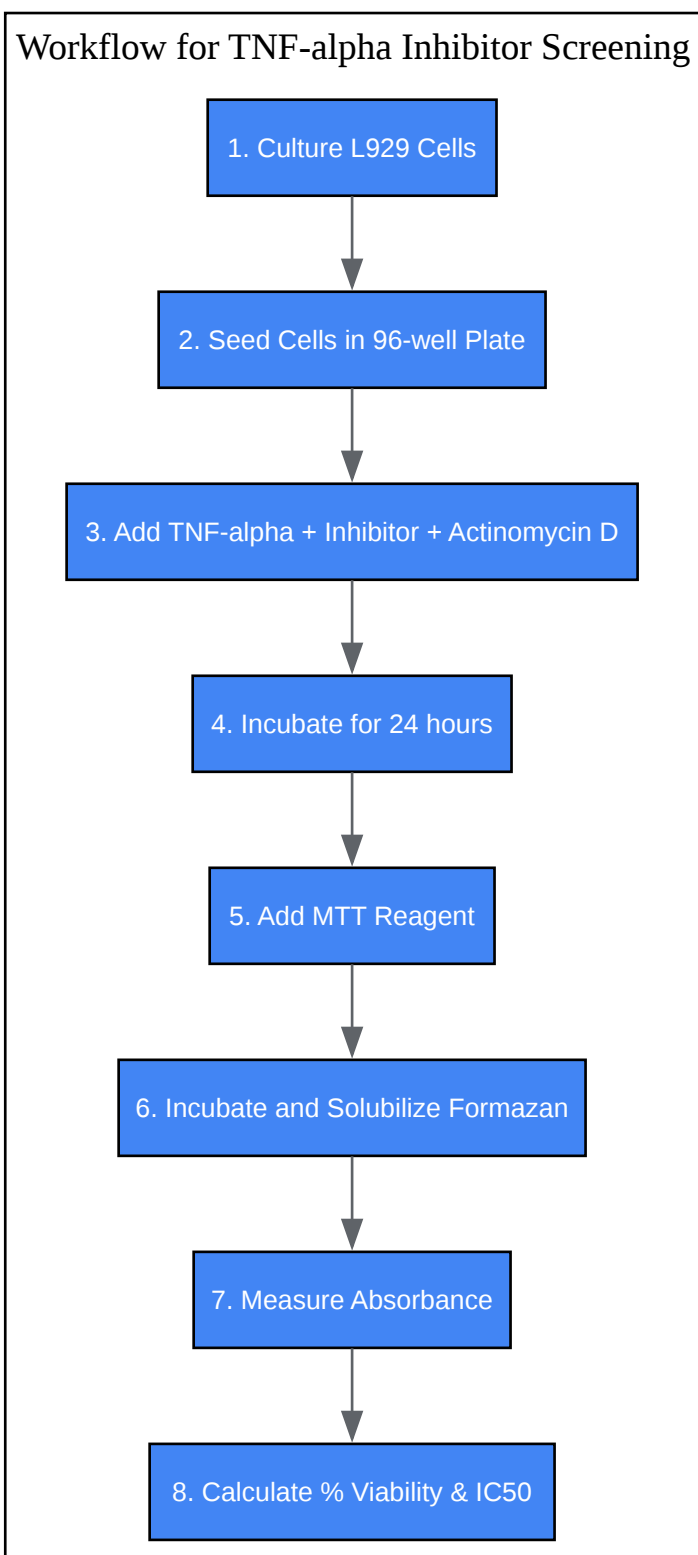 Workflow for TNF-alpha Inhibitor Screening
1. Culture L929 Cells
2. Seed Cells in 96-well Plate
3. Add TNF-alpha + Inhibitor + Actinomycin D
4. Incubate for 24 hours
5. Add MTT Reagent
6. Incubate and Solubilize Formazan
7. Measure Absorbance
8. Calculate % Viability & IC50